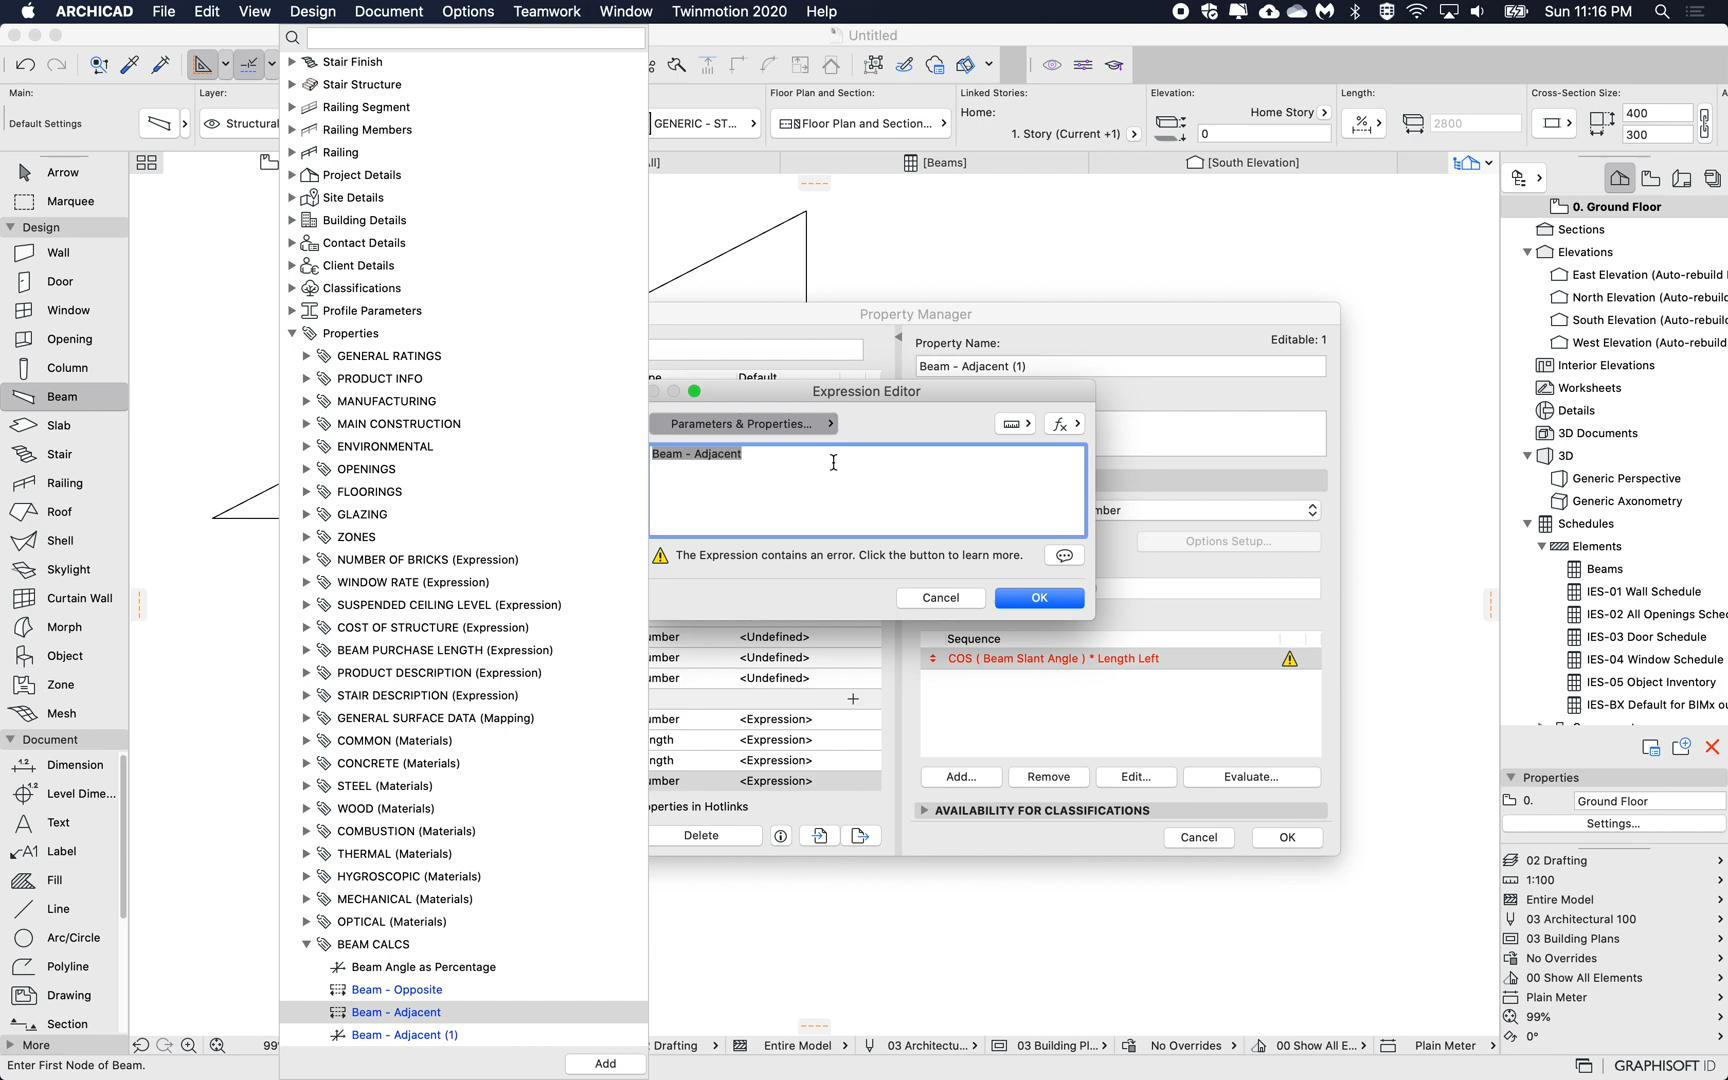 ARCHICAD File Edit View Design Document Options Teamwork Window Twinmotion 2020 Help
Sun 11:16 PM
Untitled
Main:
Default Settings
Layer:
Structural
GENERIC - ST...
Floor Plan and Section:
Floor Plan and Section...
Linked Stories:
Home:
1. Story (Current +1)
Elevation:
Home Story
0
Length:
2800
Cross-Section Size:
400
300
[Beams]
[South Elevation]
Arrow
Marquee
Design
Wall
Door
Window
Opening
Column
Beam
Slab
Stair
Railing
Roof
Shell
Skylight
Curtain Wall
Morph
Object
Zone
Mesh
Document
Dimension
Level Dime...
Text
Label
Fill
Line
Arc/Circle
Polyline
Drawing
Section
More
Enter First Node of Beam.
Stair Finish
Stair Structure
Railing Segment
Railing Members
Railing
Project Details
Site Details
Building Details
Contact Details
Client Details
Classifications
Profile Parameters
Properties
GENERAL RATINGS
PRODUCT INFO
MANUFACTURING
MAIN CONSTRUCTION
ENVIRONMENTAL
OPENINGS
FLOORINGS
GLAZING
ZONES
NUMBER OF BRICKS (Expression)
WINDOW RATE (Expression)
SUSPENDED CEILING LEVEL (Expression)
COST OF STRUCTURE (Expression)
BEAM PURCHASE LENGTH (Expression)
PRODUCT DESCRIPTION (Expression)
STAIR DESCRIPTION (Expression)
GENERAL SURFACE DATA (Mapping)
COMMON (Materials)
CONCRETE (Materials)
STEEL (Materials)
WOOD (Materials)
COMBUSTION (Materials)
THERMAL (Materials)
HYGROSCOPIC (Materials)
MECHANICAL (Materials)
OPTICAL (Materials)
BEAM CALCS
Beam Angle as Percentage
Beam - Opposite
Beam - Adjacent
Beam - Adjacent (1)
Add
Property Manager
Property Name:
Editable: 1
Beam - Adjacent (1)
Default
Expression Editor
Parameters & Properties...
Beam - Adjacent
The Expression contains an error. Click the button to learn more.
Cancel
OK
Options Setup...
<Undefined>
<Undefined>
<Undefined>
<Expression>
<Expression>
<Expression>
<Expression>
Delete
Sequence
COS ( Beam Slant Angle ) * Length Left
Add...
Remove
Edit...
Evaluate...
AVAILABILITY FOR CLASSIFICATIONS
Cancel
OK
0. Ground Floor
Sections
Elevations
East Elevation (Auto-rebuild
North Elevation (Auto-rebuild
South Elevation (Auto-rebuild
West Elevation (Auto-rebuild
Interior Elevations
Worksheets
Details
3D Documents
3D
Generic Perspective
Generic Axonometry
Schedules
Elements
Beams
IES-01 Wall Schedule
IES-02 All Openings Sche
IES-03 Door Schedule
IES-04 Window Schedule
IES-05 Object Inventory
IES-BX Default for BIMx ou
Properties
0.
Ground Floor
Settings...
02 Drafting
1:100
Entire Model
03 Architectural 100
03 Building Plans
No Overrides
00 Show All Elements
Plain Meter
99%
0°
Drafting
Entire Model
03 Architectu...
03 Building Pl...
No Overrides
00 Show All E...
Plain Meter
GRAPHISOFT ID